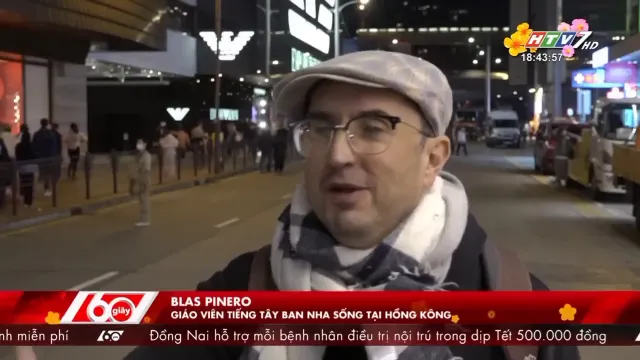 HTV7 HD
18:43:57
60 giây
BLAS PINERO
GIÁO VIÊN TIẾNG TÂY BAN NHA SỐNG TẠI HỒNG KÔNG
nh miễn phí 60 Đồng Nai hỗ trợ mỗi bệnh nhân điều trị nội trú trong dịp Tết 500.000 đồng